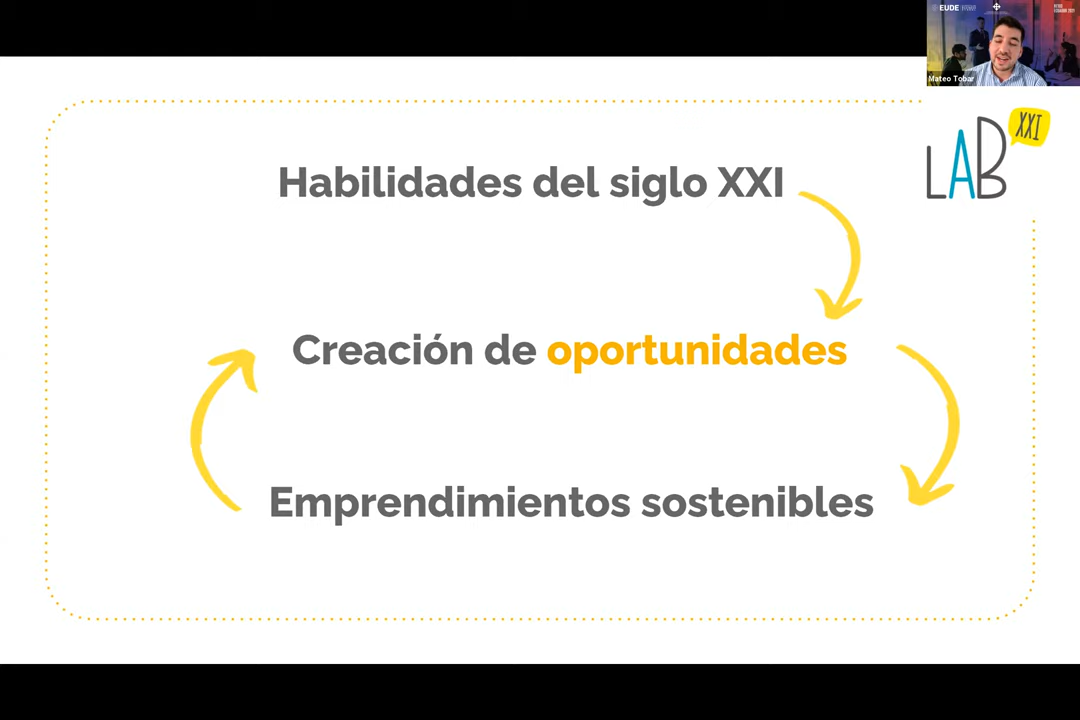 EUDE
Mateo Tobar
LAB XXI
Habilidades del siglo XXI
Creación de oportunidades
Emprendimientos sostenibles